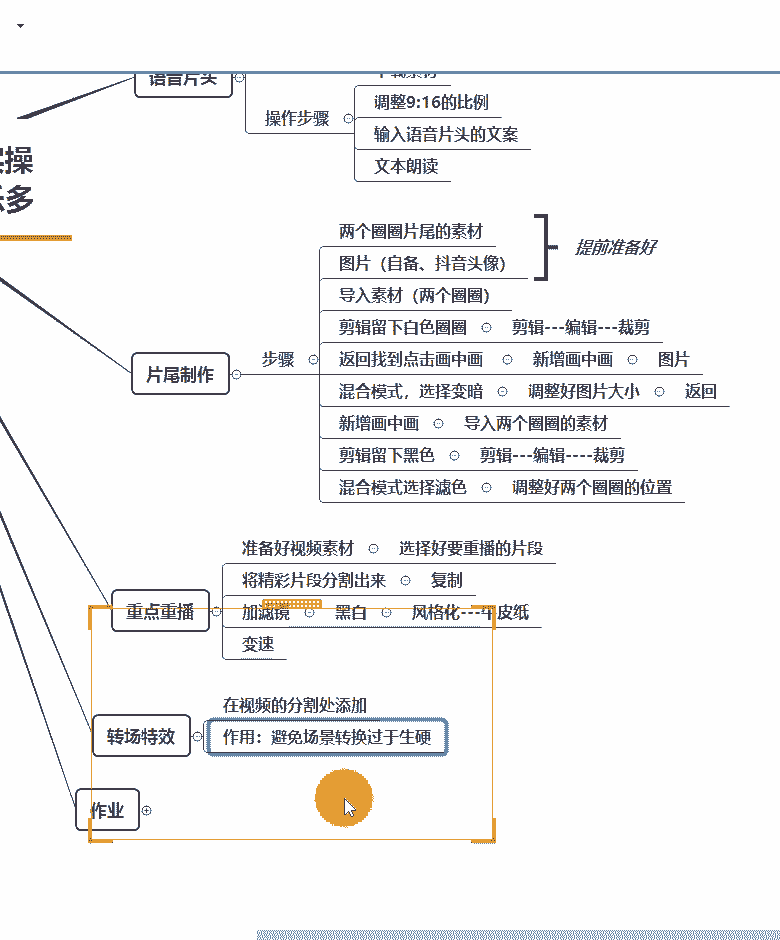 语音片头
操作步骤
下载素材
调整9:16的比例
输入语音片头的文案
文本朗读
实操
乐多
片尾制作
步骤
两个圈圈片尾的素材
图片（自备、抖音头像）
提前准备好
导入素材（两个圈圈）
剪辑留下白色圈圈 剪辑---编辑---裁剪
返回找到点击画中画 新增画中画 图片
混合模式，选择变暗 调整好图片大小 返回
新增画中画 导入两个圈圈的素材
剪辑留下黑色 剪辑---编辑----裁剪
混合模式选择滤色 调整好两个圈圈的位置
重点重播
准备好视频素材 选择好要重播的片段
将精彩片段分割出来 复制
加滤镜 黑白 风格化---牛皮纸
变速
转场特效
在视频的分割处添加
作用：避免场景转换过于生硬
作业